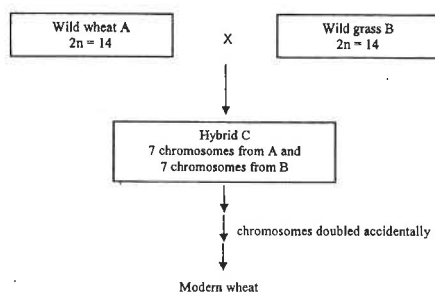 Wild wheat A
2n = 14
X
Wild grass B
2n = 14
Hybrid C
7 chromosomes from A and
7 chromosomes from B
chromosomes doubled accidentally
Modern wheat